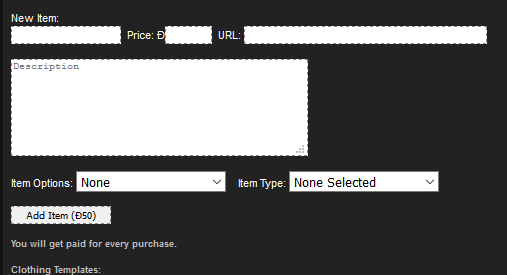 New Item:
Price: Đ URL:
Description
Item Options: None Item Type: None Selected
Add Item (Đ50)
You will get paid for every purchase.
Clothing Templates: